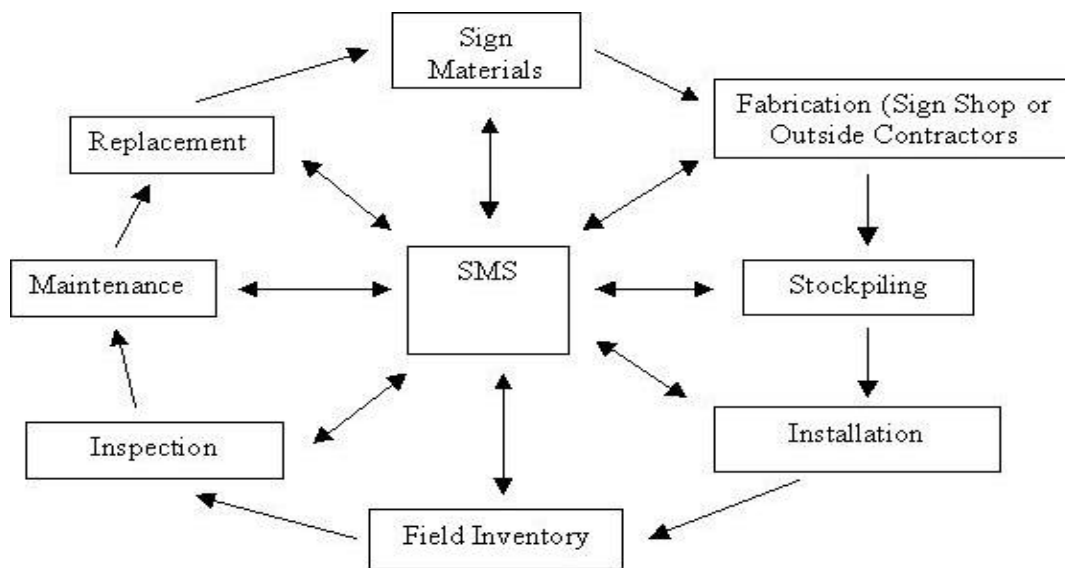 Sign
Materials
Fabrication (Sign Shop or
Outside Contractors
Replacement
SMS
Maintenance
Stockpiling
Inspection
Installation
Field Inventory